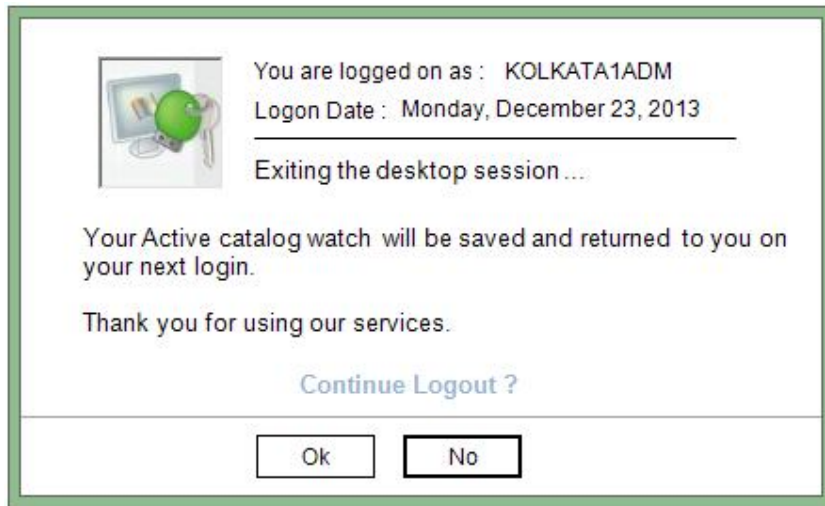 You are logged on as : KOLKATA1ADM
Logon Date : Monday, December 23, 2013
Exiting the desktop session ...
Your Active catalog watch will be saved and returned to you on
your next login.
Thank you for using our services.
Continue Logout ?
Ok
No